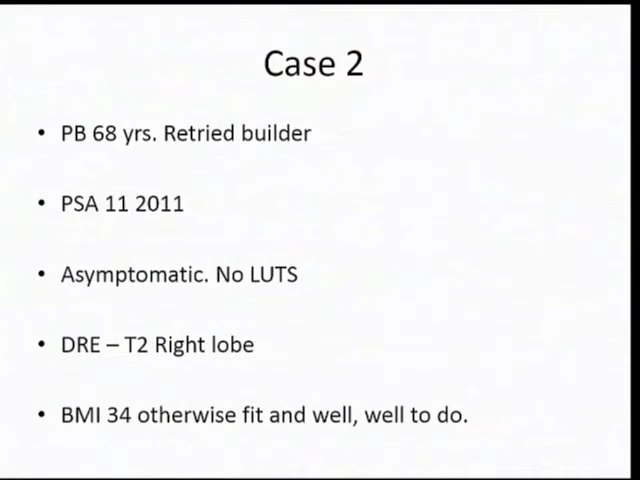 Case 2
• PB 68 yrs. Retried builder
• PSA 11 2011
• Asymptomatic. No LUTS
• DRE – T2 Right lobe
• BMI 34 otherwise fit and well, well to do.